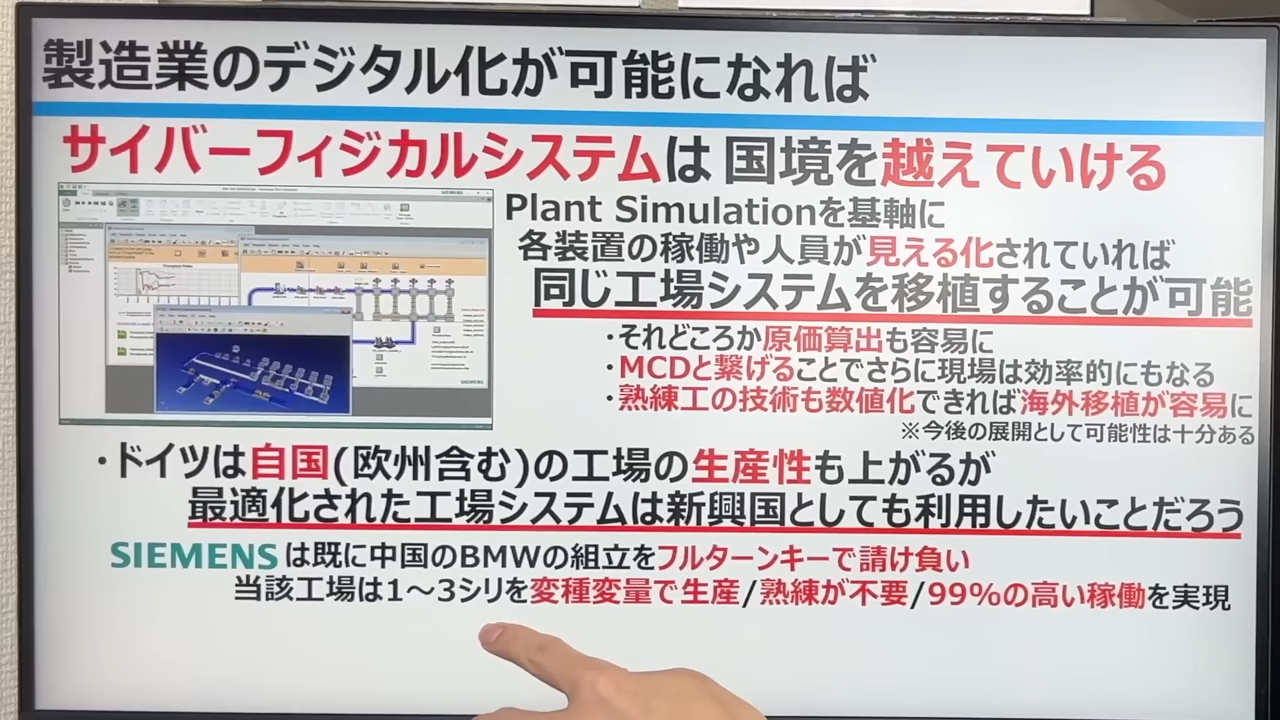 製造業のデジタル化が可能になれば
サイバーフィジカルシステムは 国境を越えていける
Plant Simulationを基軸に
各装置の稼働や人員が見える化されていれば
同じ工場システムを移植することが可能
・それどころか原価算出も容易に
・MCDと繋げることでさらに現場は効率的にもなる
・熟練工の技術も数値化できれば海外移植が容易に
※今後の展開として可能性は十分ある
・ドイツは自国(欧州含む)の工場の生産性も上がるが
最適化された工場システムは新興国としても利用したいことだろう
SIEMENSは既に中国のBMWの組立をフルターンキーで請け負い
当該工場は1～3シリを変種変量で生産/熟練が不要/99%の高い稼働を実現